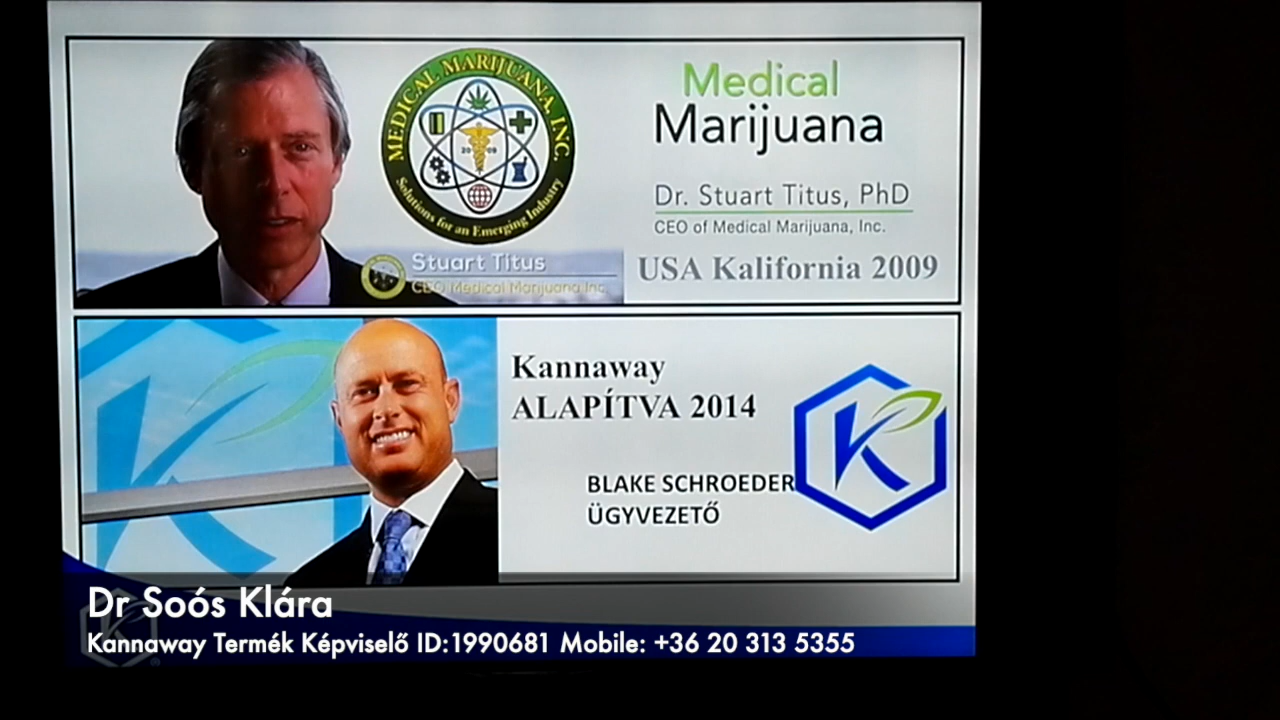 MEDICAL MARIJUANA, INC.
2009
Solutions for an Emerging Industry
Medical
Marijuana
Dr. Stuart Titus, PhD
CEO of Medical Marijuana, Inc.
USA Kalifornia 2009
Stuart Titus
CEO Medical Marijuana Inc.
Kannaway
ALAPÍTVA 2014
BLAKE SCHROEDER
ÜGYVEZETŐ
K
Dr Soós Klára
Kannaway Termék Képviselő ID:1990681 Mobile: +36 20 313 5355